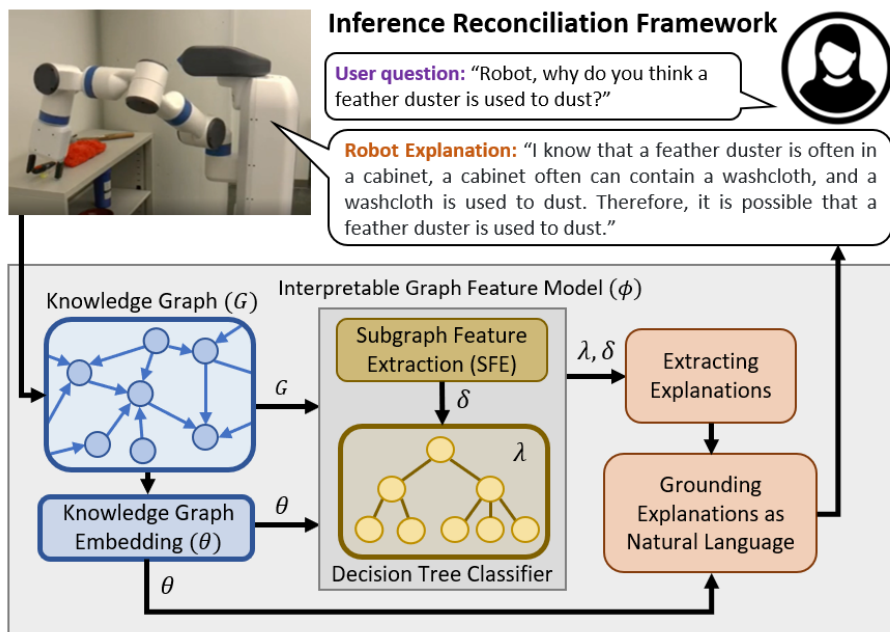 Inference Reconciliation Framework
User question: “Robot, why do you think a
feather duster is used to dust?”
Robot Explanation: “I know that a feather duster is often in
a cabinet, a cabinet often can contain a washcloth, and a
washcloth is used to dust. Therefore, it is possible that a
feather duster is used to dust.”
Knowledge Graph (G)
Interpretable Graph Feature Model (ϕ)
Subgraph Feature
Extraction (SFE)
λ, δ
Extracting
Explanations
G
δ
λ
Knowledge Graph
Embedding (θ)
θ
Grounding
Explanations as
Natural Language
Decision Tree Classifier
θ